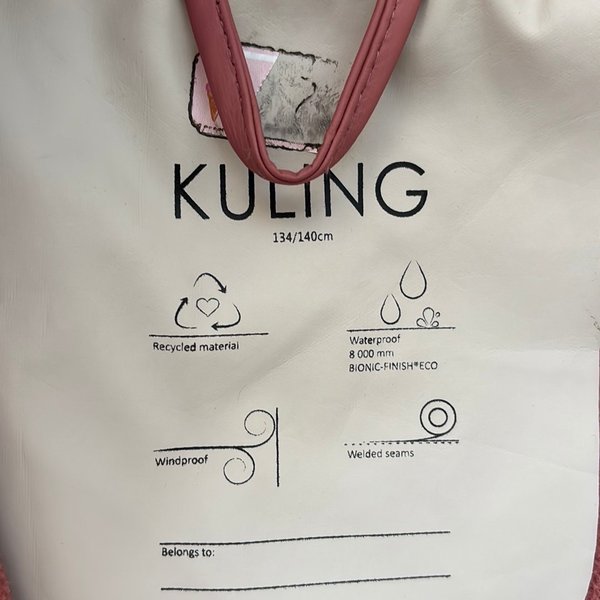 KULING
134/140cm
Recycled material
Waterproof
8 000 mm
BIONIC-FINISH®ECO
Windproof
Welded seams
Belongs to: